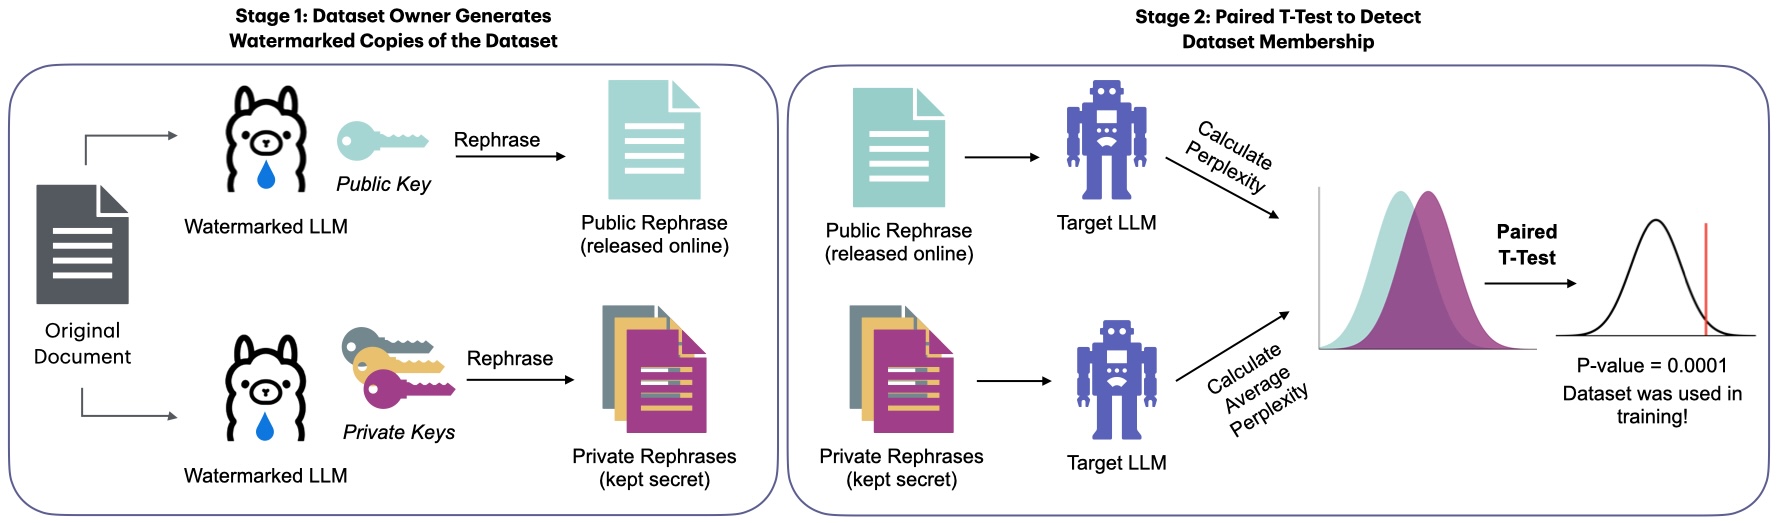 Stage 1: Dataset Owner Generates
Watermarked Copies of the Dataset
Original
Document
Watermarked LLM
Public Key
Rephrase
Public Rephrase
(released online)
Watermarked LLM
Private Keys
Rephrase
Private Rephrases
(kept secret)
Stage 2: Paired T-Test to Detect
Dataset Membership
Public Rephrase
(released online)
Target LLM
Calculate
Perplexity
Private Rephrases
(kept secret)
Target LLM
Calculate
Average
Perplexity
Paired
T-Test
P-value = 0.0001
Dataset was used in
training!